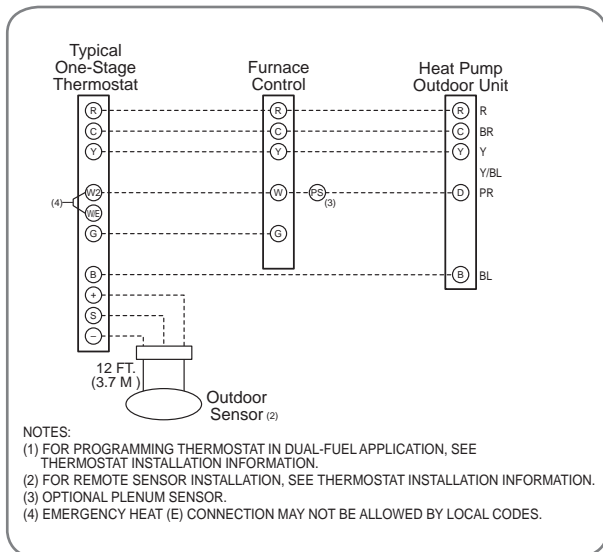 Typical
One-Stage
Thermostat
Furnace
Control
Heat Pump
Outdoor Unit
R R R R
C C C BR
Y Y Y Y
Y/BL
(4) W2 W PS (3) D PR
W/E
G G
B B BL
+
S
–
12 FT.
(3.7 M )
Outdoor
Sensor (2)
NOTES:
(1) FOR PROGRAMMING THERMOSTAT IN DUAL-FUEL APPLICATION, SEE
THERMOSTAT INSTALLATION INFORMATION.
(2) FOR REMOTE SENSOR INSTALLATION, SEE THERMOSTAT INSTALLATION INFORMATION.
(3) OPTIONAL PLENUM SENSOR.
(4) EMERGENCY HEAT (E) CONNECTION MAY NOT BE ALLOWED BY LOCAL CODES.